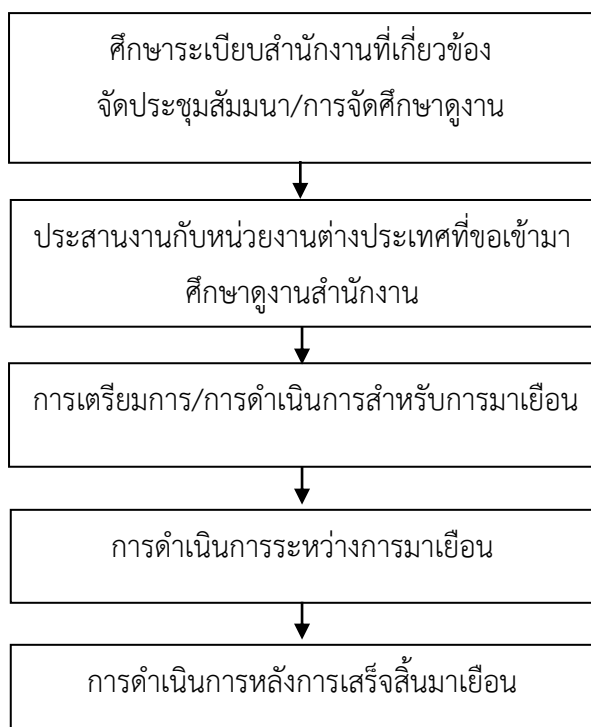 ศึกษาระเบียบสำนักงานที่เกี่ยวข้อง
จัดประชุมสัมมนา/การจัดศึกษาดูงาน
ประสานงานกับหน่วยงานต่างประเทศที่ขอเข้ามา
ศึกษาดูงานสำนักงาน
การเตรียมการ/การดำเนินการสำหรับการมาเยือน
การดำเนินการระหว่างการมาเยือน
การดำเนินการหลังการเสร็จสิ้นมาเยือน